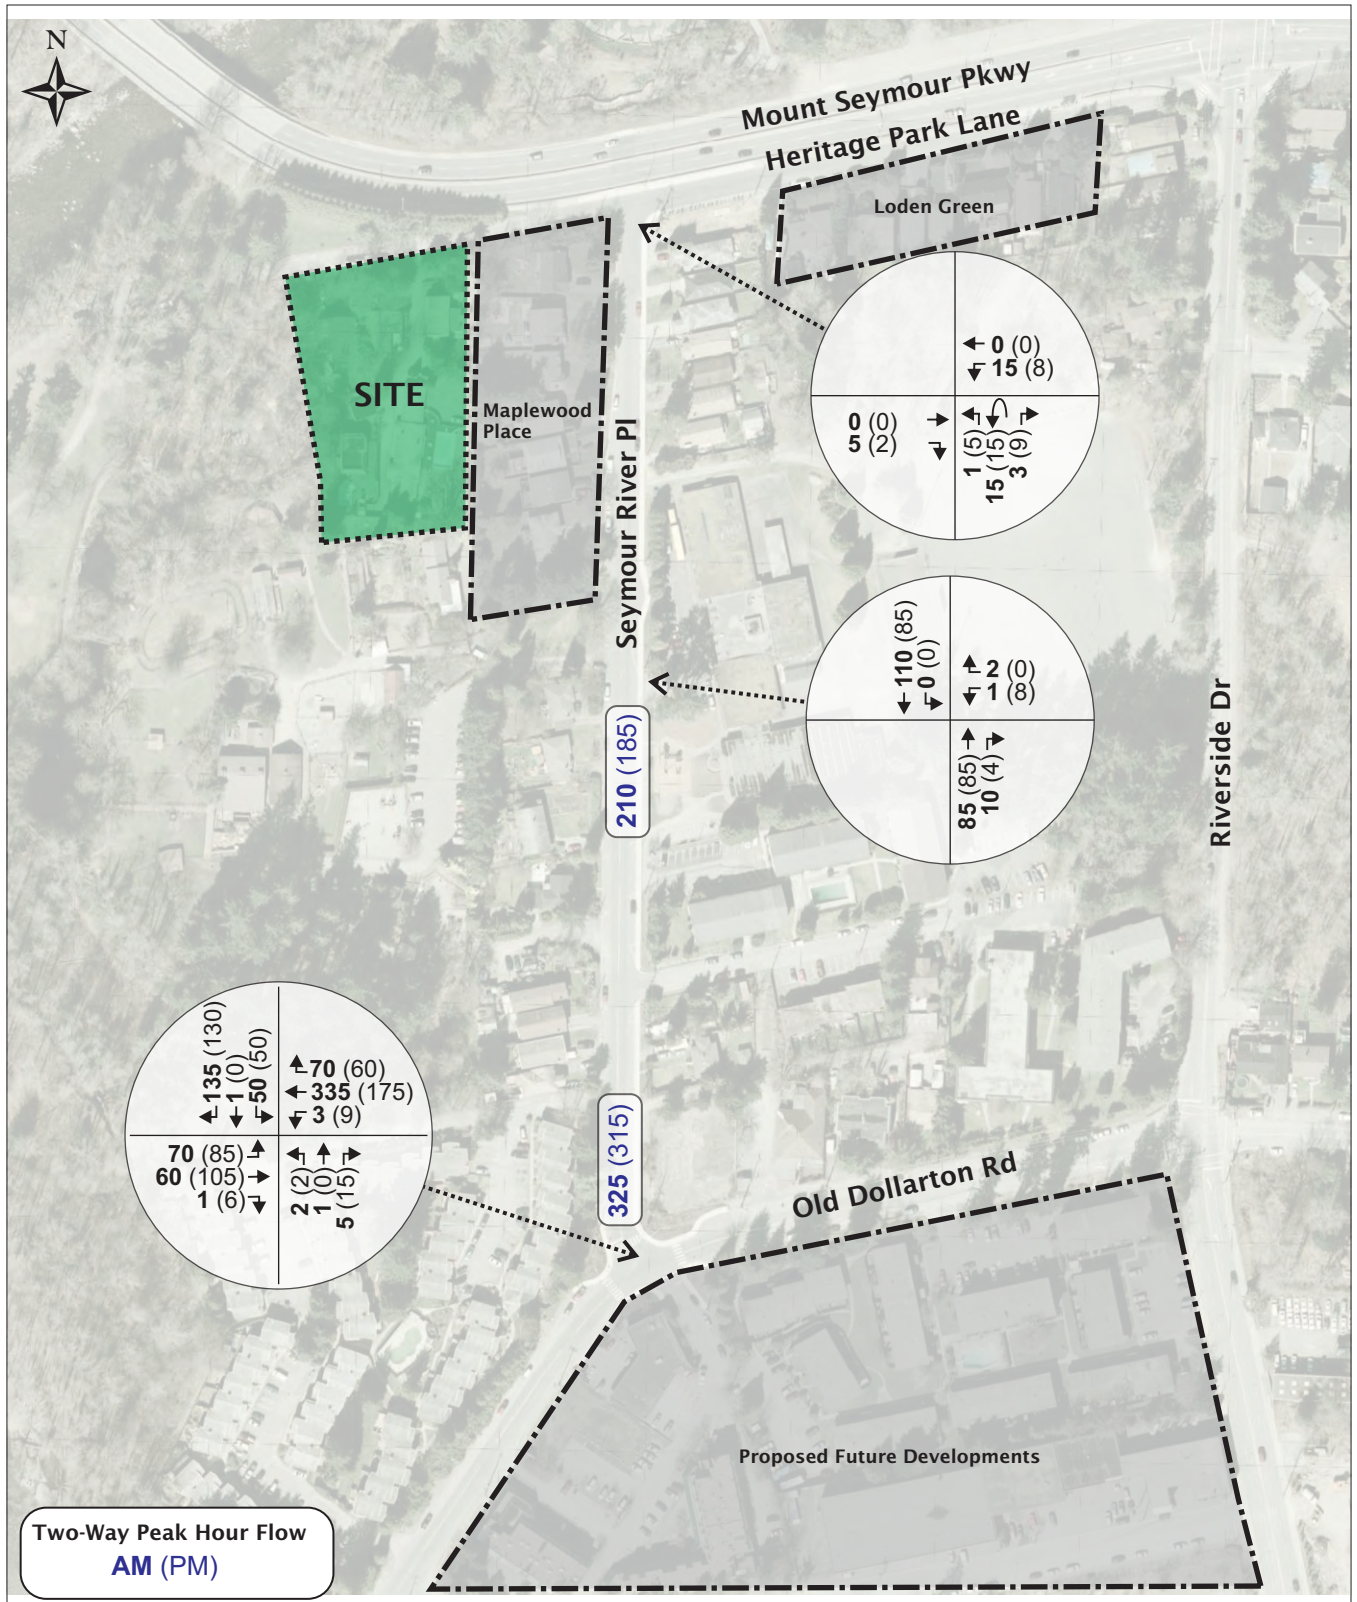 N
Mount Seymour Pkwy
Heritage Park Lane
Loden Green
0 (0)
15 (8)
0 (0)
5 (2)
1 (5)
15 (15)
3 (9)
SITE
Maplewood
Place
Seymour River Pl
110 (85)
0 (0)
2 (0)
1 (8)
85 (85)
10 (4)
210 (185)
Riverside Dr
135 (130)
1 (0)
50 (50)
70 (60)
335 (175)
3 (9)
70 (85)
60 (105)
1 (6)
2 (2)
1 (0)
5 (15)
325 (315)
Old Dollarton Rd
Proposed Future Developments
Two-Way Peak Hour Flow
AM (PM)